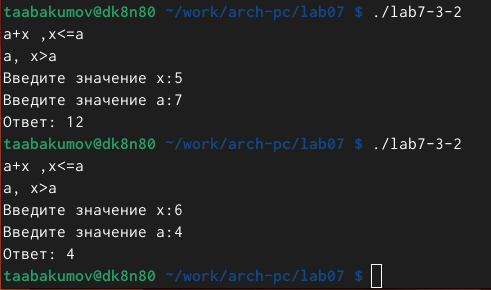 taabakumov@dk8n80 ~/work/arch-pc/lab07 $ ./lab7-3-2
a+x ,x<=a
a, x>a
Введите значение x:5
Введите значение a:7
Ответ: 12
taabakumov@dk8n80 ~/work/arch-pc/lab07 $ ./lab7-3-2
a+x ,x<=a
a, x>a
Введите значение x:6
Введите значение a:4
Ответ: 4
taabakumov@dk8n80 ~/work/arch-pc/lab07 $